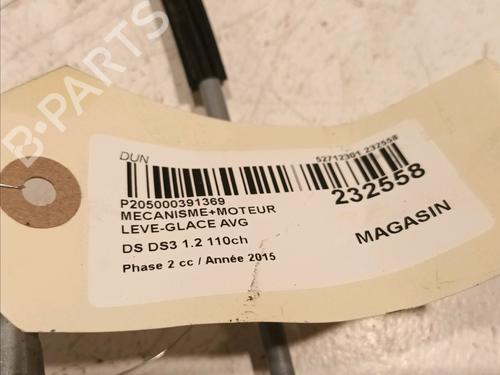 B-PARTS
DUN
52712301 232558
232558
P205000391369
MECANISME+MOTEUR
LEVE-GLACE AVG
DS DS3 1.2 110ch
Phase 2 cc / Année 2015
MAGASIN